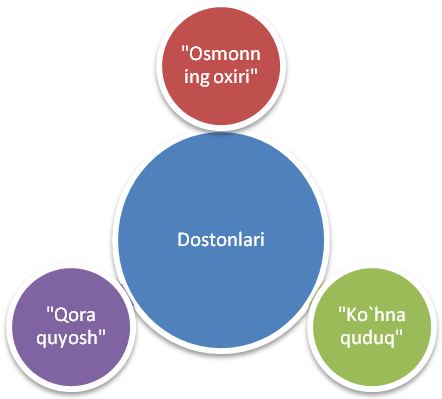 "Osmonn
ing oxiri"
Dostonlari
"Qora
quyosh"
"Ko`hna
quduq"